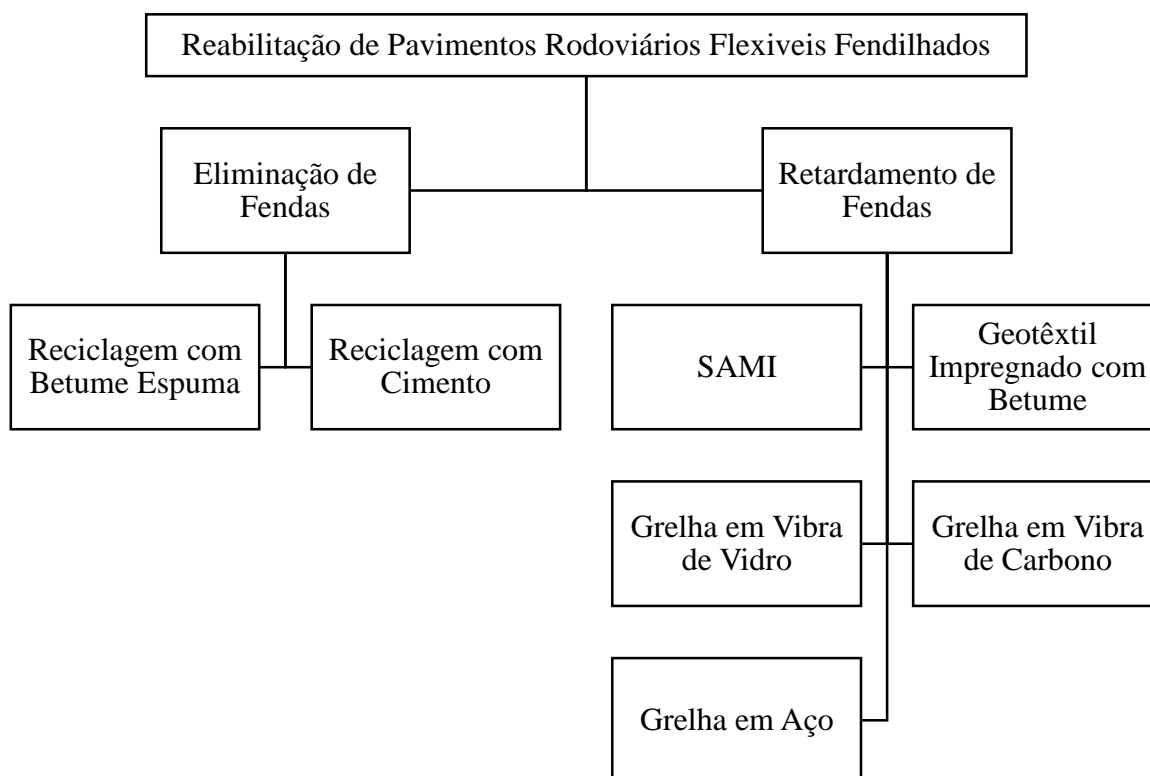 Reabilitação de Pavimentos Rodoviários Flexiveis Fendilhados
Eliminação de
Fendas
Retardamento de
Fendas
Reciclagem com
Betume Espuma
Reciclagem com
Cimento
SAMI
Geotêxtil
Impregnado com
Betume
Grelha em Vibra
de Vidro
Grelha em Vibra
de Carbono
Grelha em Aço